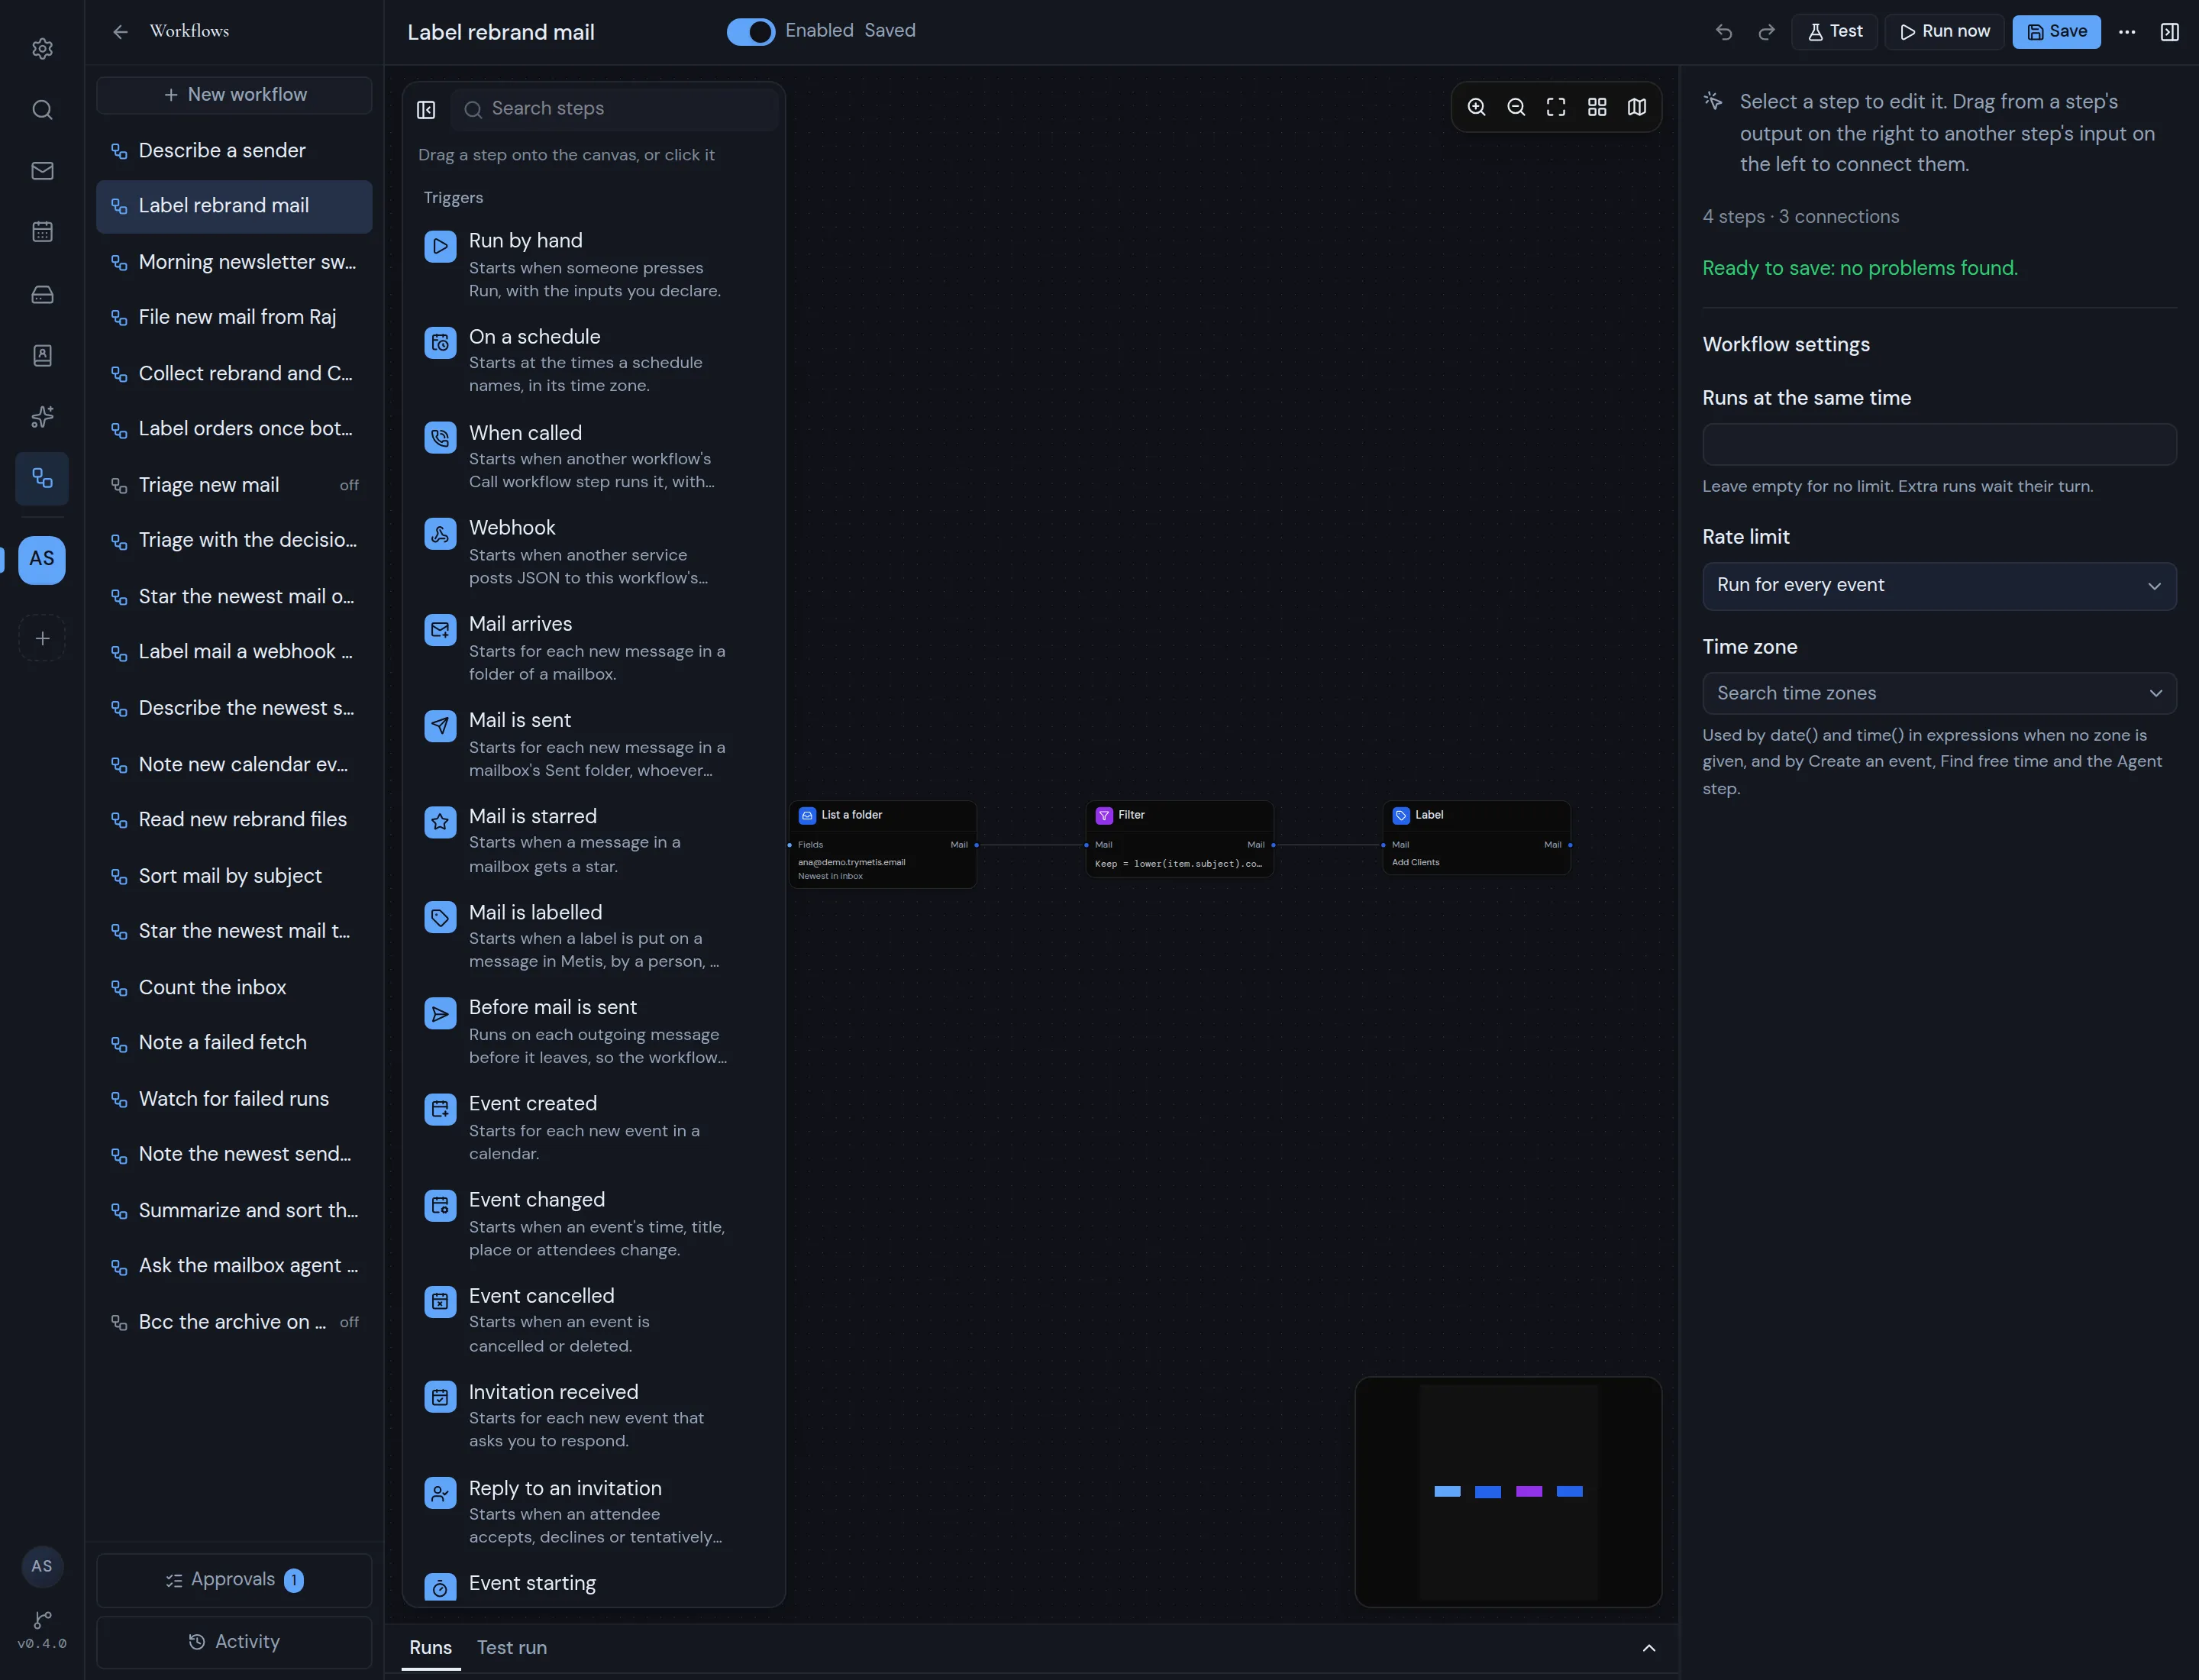 Workflows
New workflow
Describe a sender
Label rebrand mail
Morning newsletter sw...
File new mail from Raj
Collect rebrand and C...
Label orders once bot...
Triage new mail off
Triage with the decisio...
Star the newest mail o...
Label mail a webhook ...
Describe the newest s...
Note new calendar ev...
Read new rebrand files
Sort mail by subject
Star the newest mail t...
Count the inbox
Note a failed fetch
Watch for failed runs
Note the newest send...
Summarize and sort th...
Ask the mailbox agent ...
Bcc the archive on ... off
Approvals 1
Activity
AS
AS
v0.4.0
Label rebrand mail
Enabled Saved
Test
Run now
Save
Search steps
Drag a step onto the canvas, or click it
Triggers
Run by hand
Starts when someone presses
Run, with the inputs you declare.
On a schedule
Starts at the times a schedule
names, in its time zone.
When called
Starts when another workflow's
Call workflow step runs it, with...
Webhook
Starts when another service
posts JSON to this workflow's...
Mail arrives
Starts for each new message in a
folder of a mailbox.
Mail is sent
Starts for each new message in a
mailbox's Sent folder, whoever...
Mail is starred
Starts when a message in a
mailbox gets a star.
Mail is labelled
Starts when a label is put on a
message in Metis, by a person, ...
Before mail is sent
Runs on each outgoing message
before it leaves, so the workflow...
Event created
Starts for each new event in a
calendar.
Event changed
Starts when an event's time, title,
place or attendees change.
Event cancelled
Starts when an event is
cancelled or deleted.
Invitation received
Starts for each new event that
asks you to respond.
Reply to an invitation
Starts when an attendee
accepts, declines or tentatively...
Event starting
List a folder
Fields Mail
ana@demo.trymetis.email
Newest in inbox
Filter
Mail Mail
Keep = lower(item.subject).co...
Label
Mail Mail
Add Clients
Runs
Test run
Select a step to edit it. Drag from a step's
output on the right to another step's input on
the left to connect them.
4 steps · 3 connections
Ready to save: no problems found.
Workflow settings
Runs at the same time
Leave empty for no limit. Extra runs wait their turn.
Rate limit
Run for every event
Time zone
Search time zones
Used by date() and time() in expressions when no zone is
given, and by Create an event, Find free time and the Agent
step.